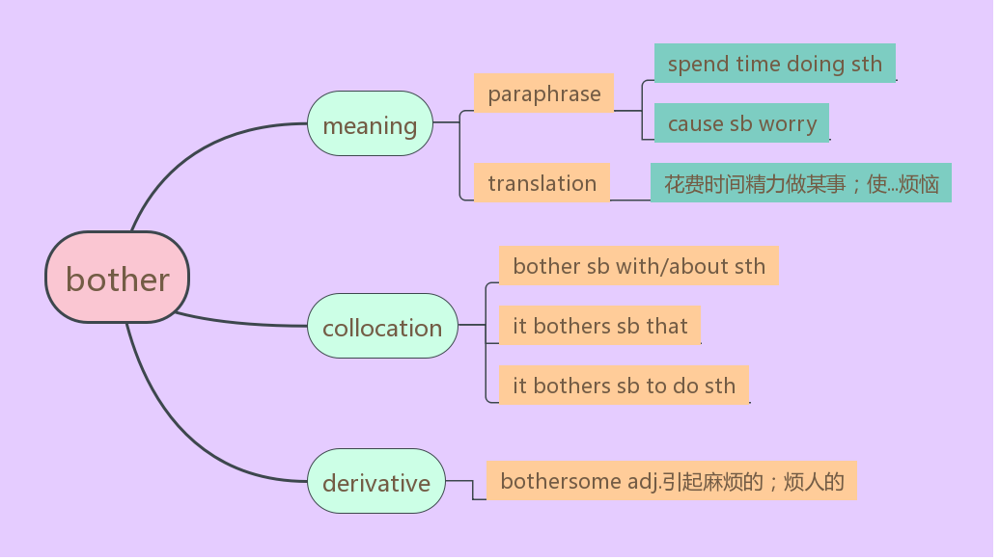 bother
meaning
paraphrase
spend time doing sth
cause sb worry
translation
花费时间精力做某事；使...烦恼
collocation
bother sb with/about sth
it bothers sb that
it bothers sb to do sth
derivative
bothersome adj.引起麻烦的；烦人的